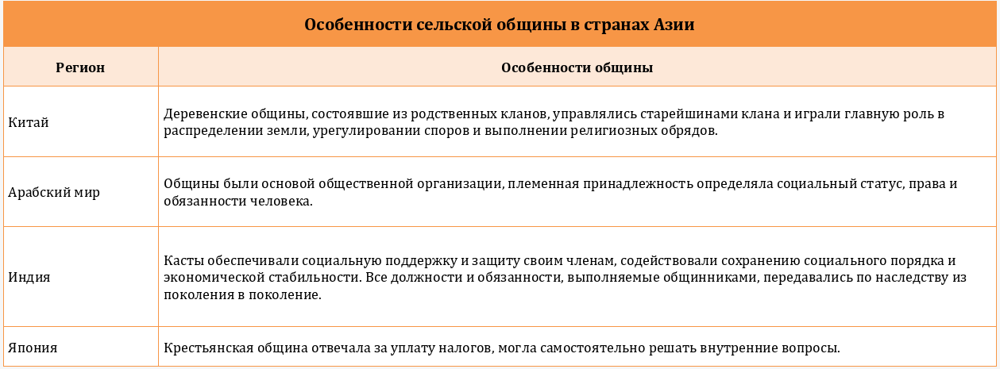 Особенности сельской общины в странах Азии
Регион
Особенности общины
Китай
Деревенские общины, состоявшие из родственных кланов, управлялись старейшинами клана и играли главную роль в
распределении земли, урегулировании споров и выполнении религиозных обрядов.
Арабский мир
Общины были основой общественной организации, племенная принадлежность определяла социальный статус, права и
обязанности человека.
Индия
Касты обеспечивали социальную поддержку и защиту своим членам, содействовали сохранению социального порядка и
экономической стабильности. Все должности и обязанности, выполняемые общинниками, передавались по наследству из
поколения в поколение.
Япония
Крестьянская община отвечала за уплату налогов, могла самостоятельно решать внутренние вопросы.